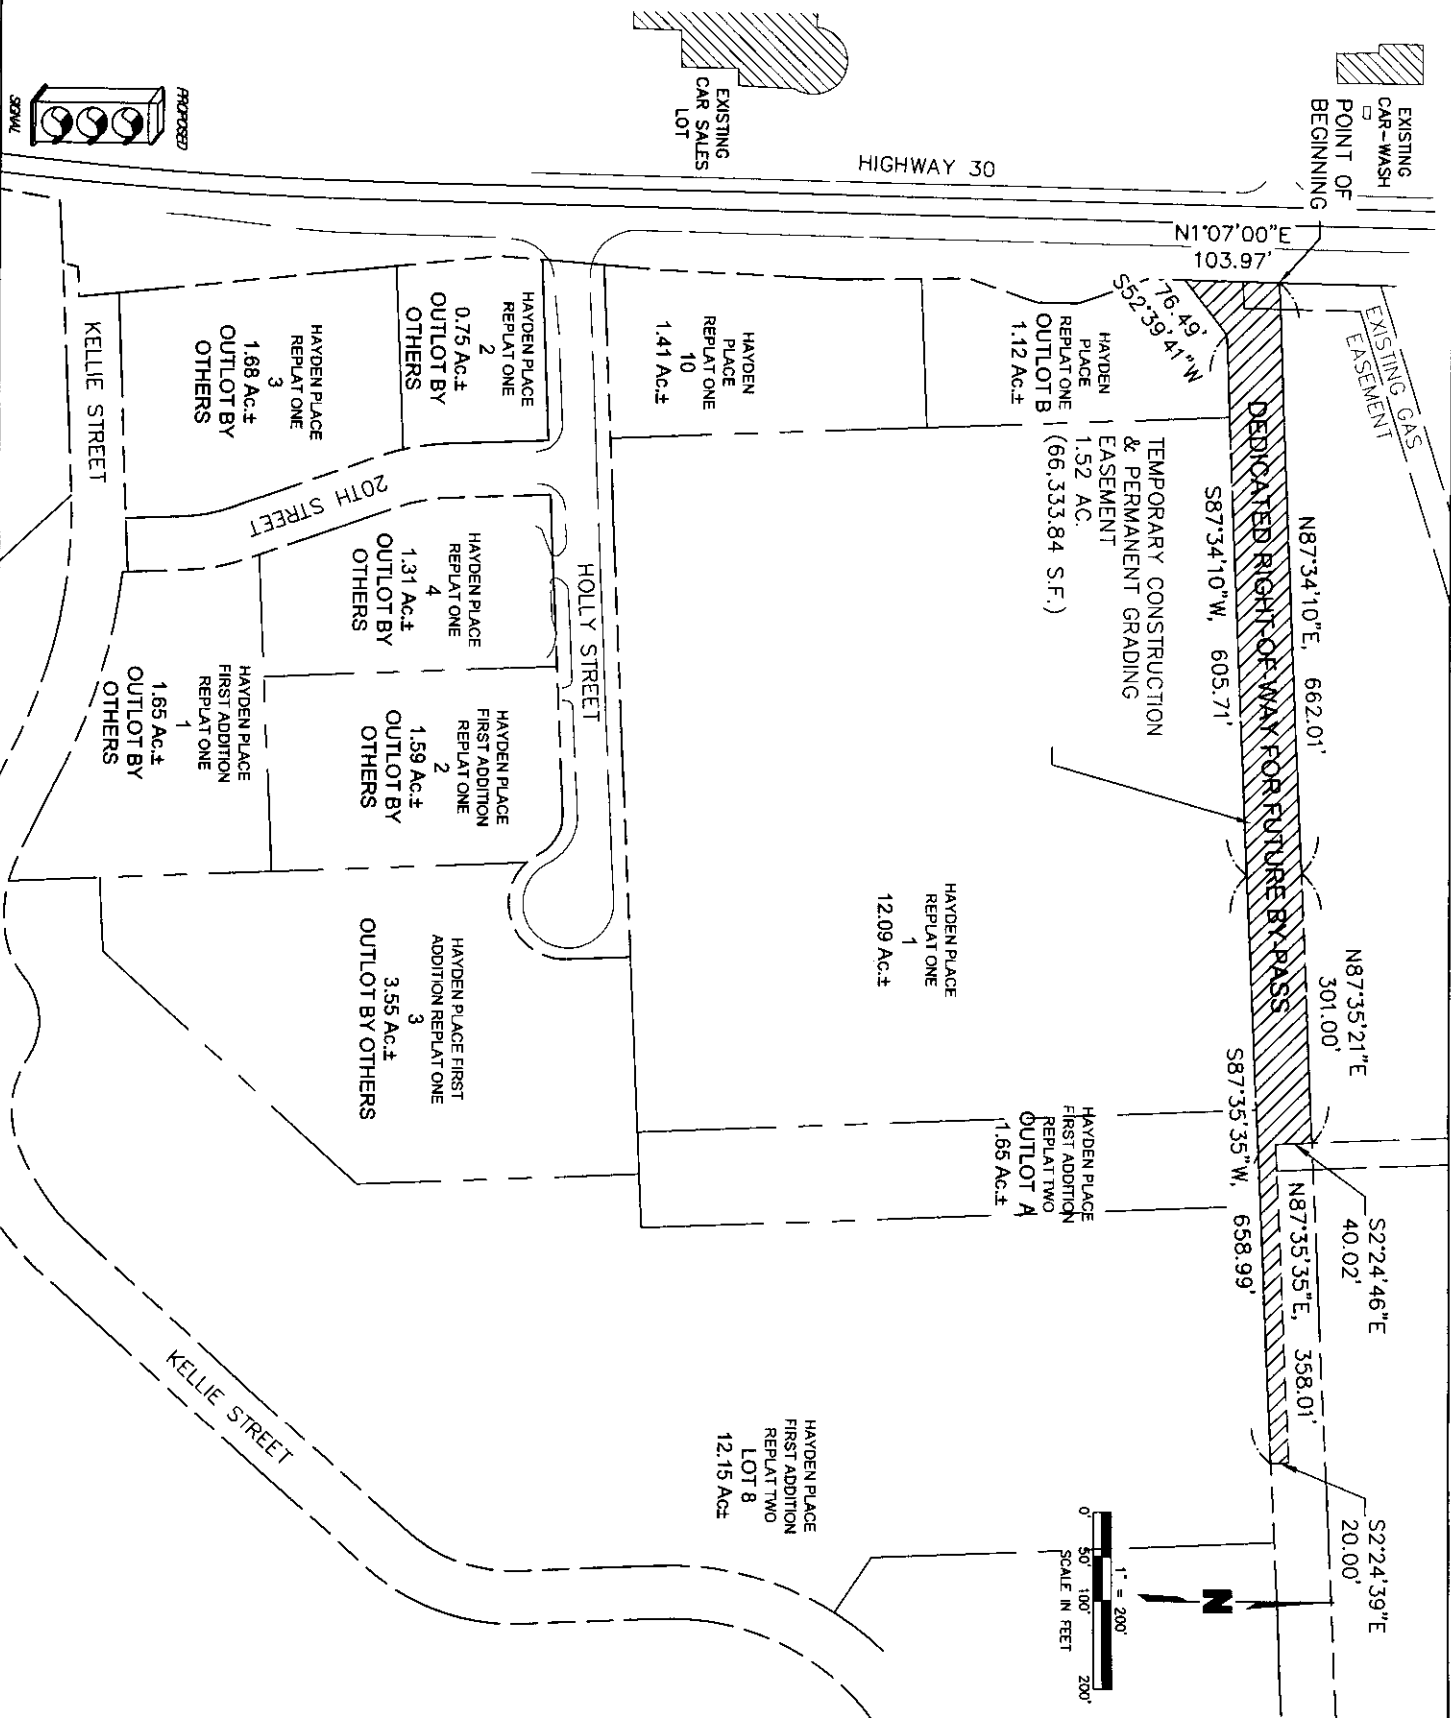 EXISTING
CAR-WASH
POINT OF
BEGINNING
EXISTING
CAR SALES
LOT
PROPOSED
SIGNAL
HIGHWAY 30
N1°07'00"E
103.97'
76.49'
S52°39'41"W
EXISTING GAS
EASEMENT
DEDICATED RIGHT-OF-WAY FOR FUTURE BY-PASS
N87°34'10"E, 662.01'
S87°34'10"W, 605.71'
N87°35'21"E
301.00'
S2°24'46"E
40.02'
N87°35'35"E, 358.01'
S87°35'35"W, 658.99'
S2°24'39"E
20.00'
TEMPORARY CONSTRUCTION
& PERMANENT GRADING
EASEMENT
1.52 AC.
(66,333.84 S.F.)
HAYDEN
PLACE
REPLAT ONE
OUTLOT B
1.12 Ac.±
HAYDEN
PLACE
REPLAT ONE
10
1.41 Ac.±
HAYDEN PLACE
REPLAT ONE
2
0.75 Ac.±
OUTLOT BY
OTHERS
HAYDEN PLACE
REPLAT ONE
3
1.68 Ac.±
OUTLOT BY
OTHERS
KELLIE STREET
20TH STREET
HOLLY STREET
HAYDEN PLACE
REPLAT ONE
4
1.31 Ac.±
OUTLOT BY
OTHERS
HAYDEN PLACE
FIRST ADDITION
REPLAT ONE
2
1.59 Ac.±
OUTLOT BY
OTHERS
HAYDEN PLACE
FIRST ADDITION
REPLAT ONE
1
1.65 Ac.±
OUTLOT BY
OTHERS
HAYDEN PLACE
REPLAT ONE
1
12.09 Ac.±
HAYDEN PLACE FIRST
ADDITION REPLAT ONE
3
3.55 Ac.±
OUTLOT BY OTHERS
HAYDEN PLACE
FIRST ADDITION
REPLAT TWO
OUTLOT A
1.65 Ac.±
HAYDEN PLACE
FIRST ADDITION
REPLAT TWO
LOT 8
12.15 Ac±
KELLIE STREET
N
1" = 200'
0' 50' 100' 200'
SCALE IN FEET